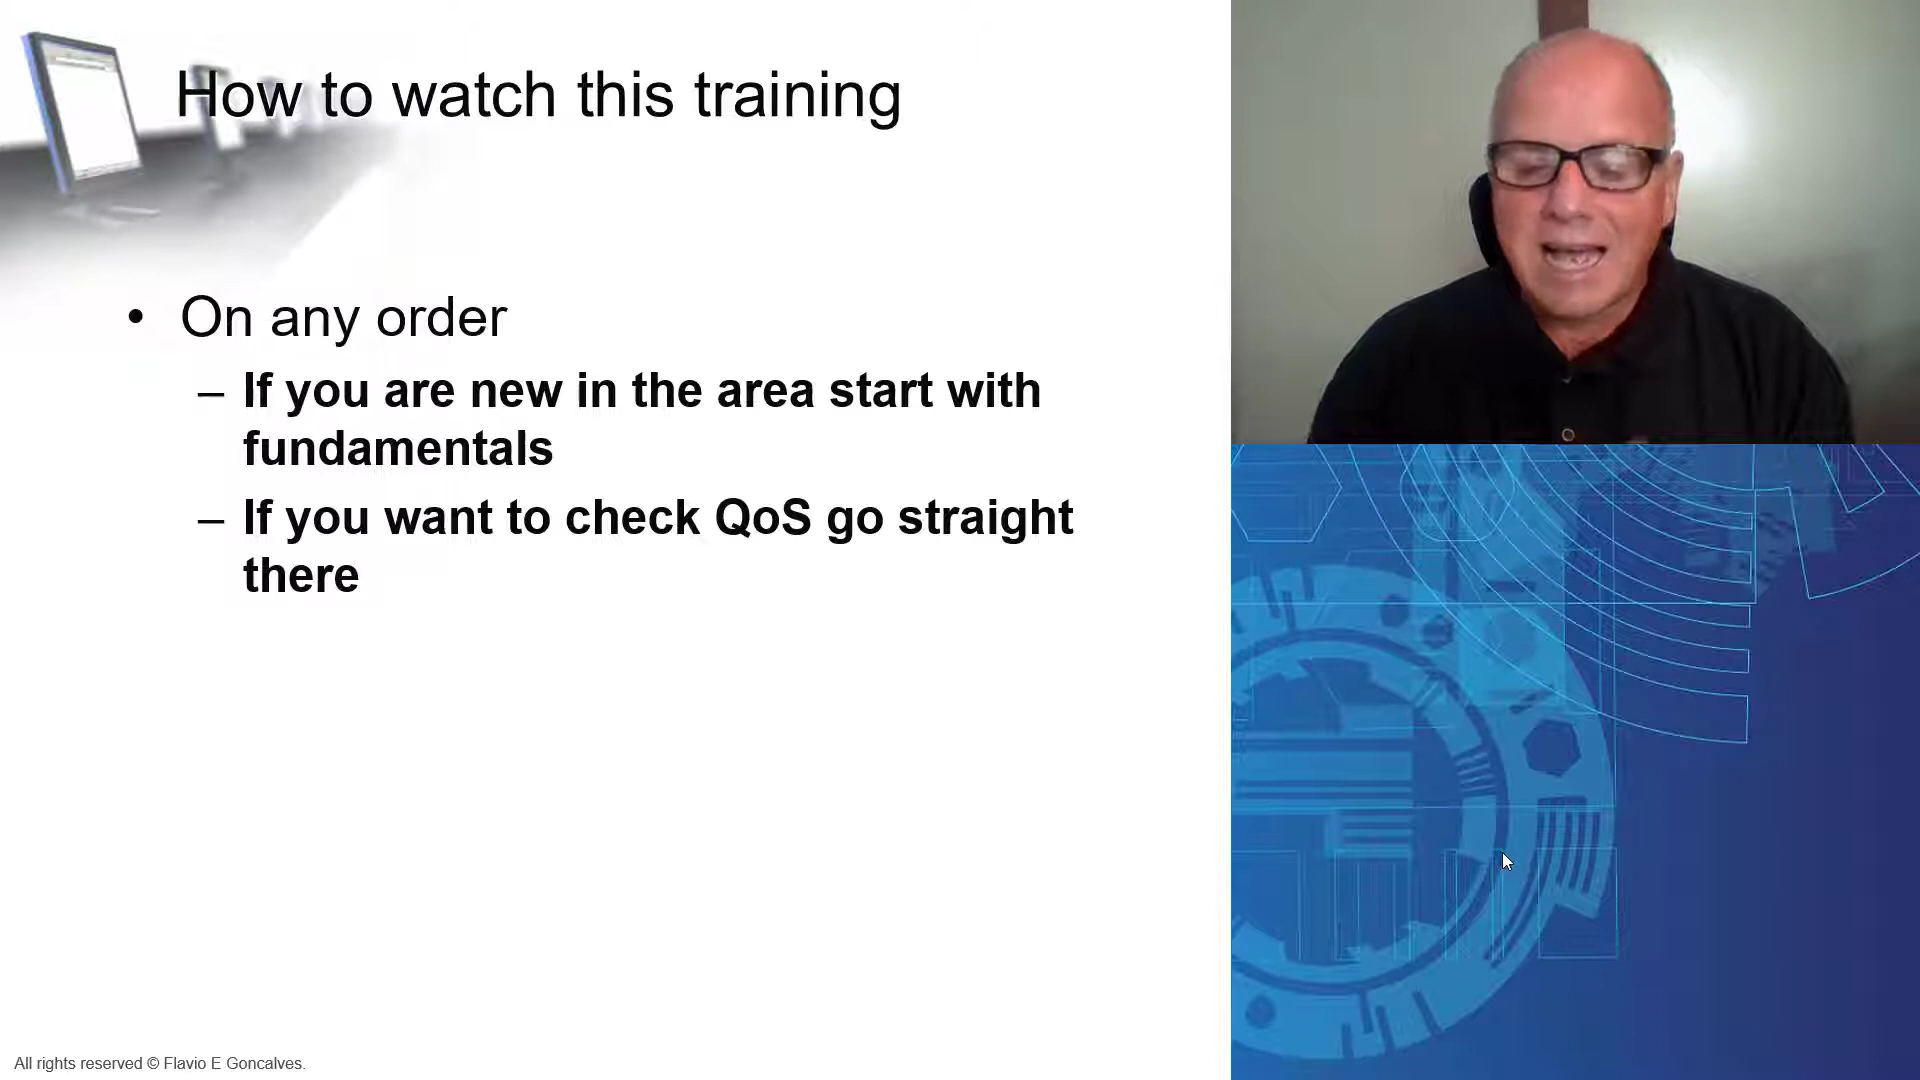 How to watch this training
• On any order
– If you are new in the area start with
fundamentals
– If you want to check QoS go straight
there
All rights reserved © Flavio E Goncalves.